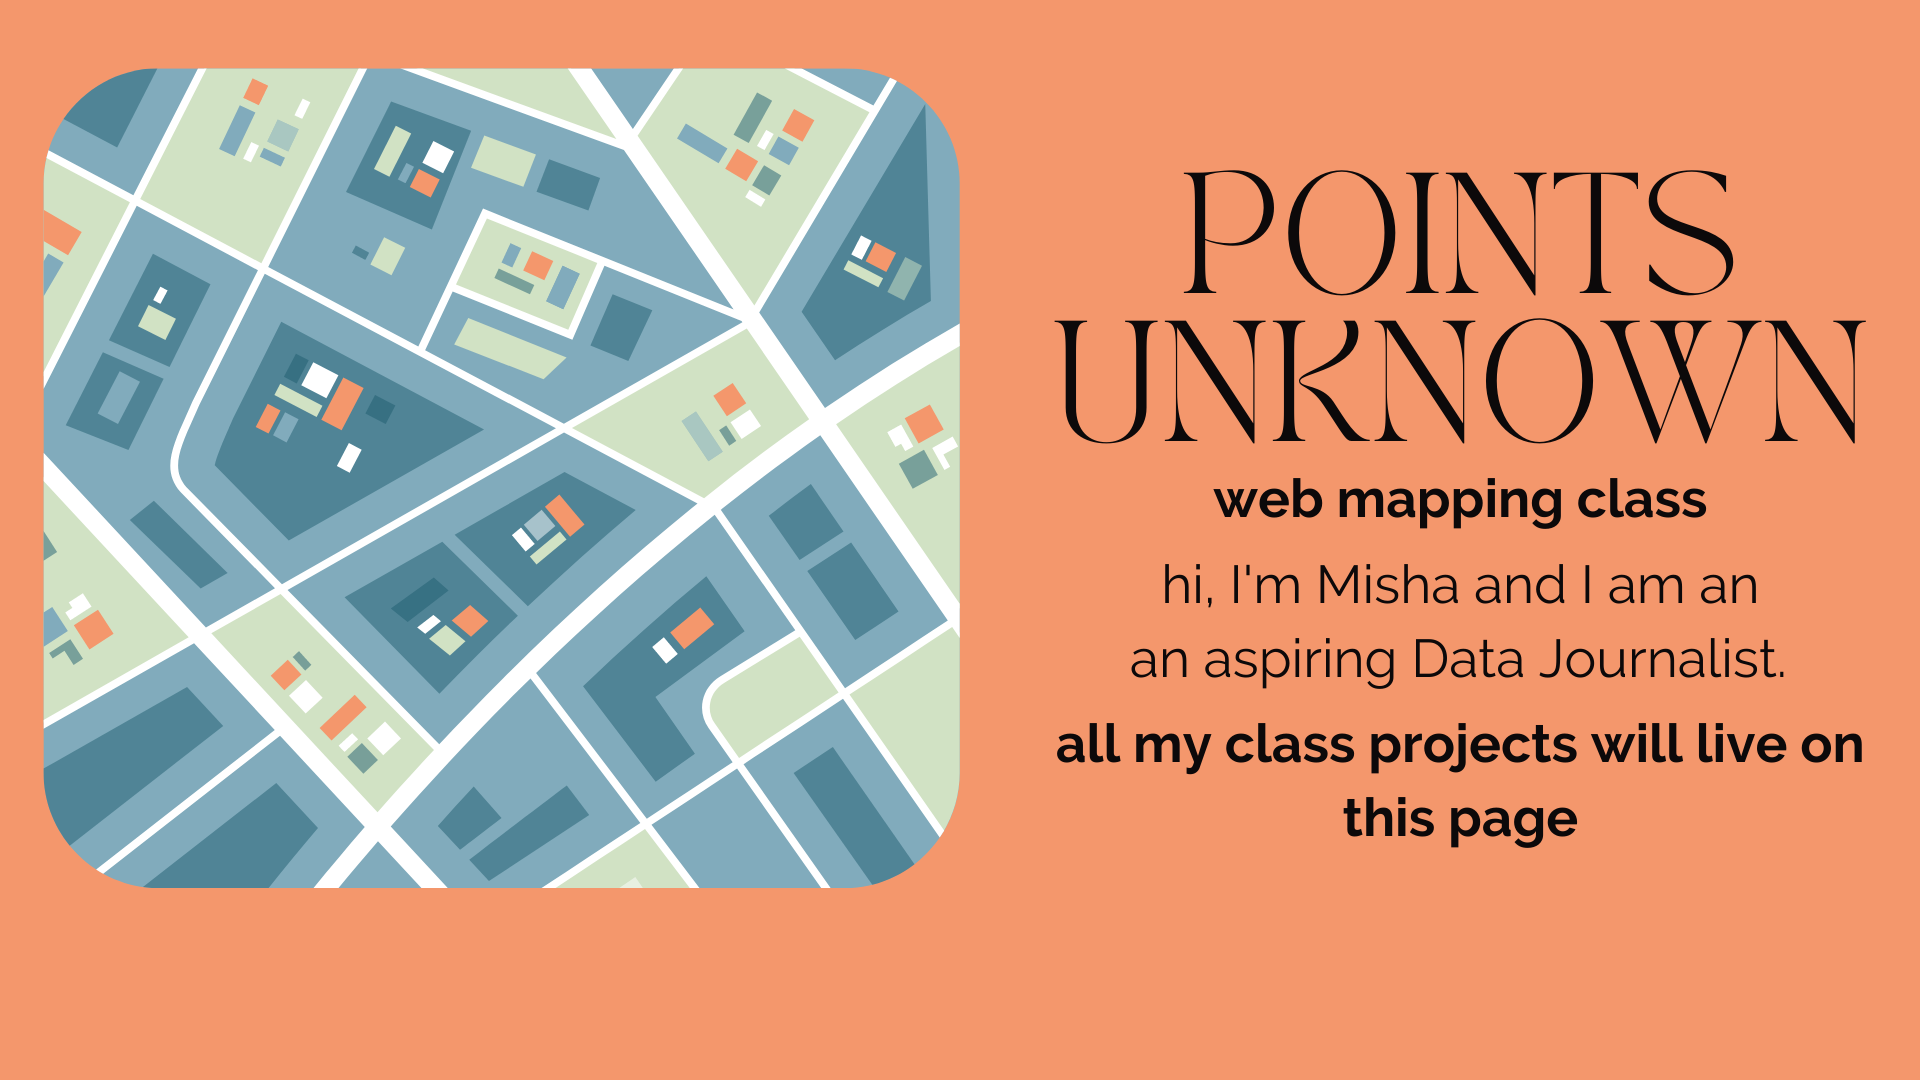 POINTS
UNKNOWN
web mapping class
hi, I'm Misha and I am an
an aspiring Data Journalist.
all my class projects will live on
this page